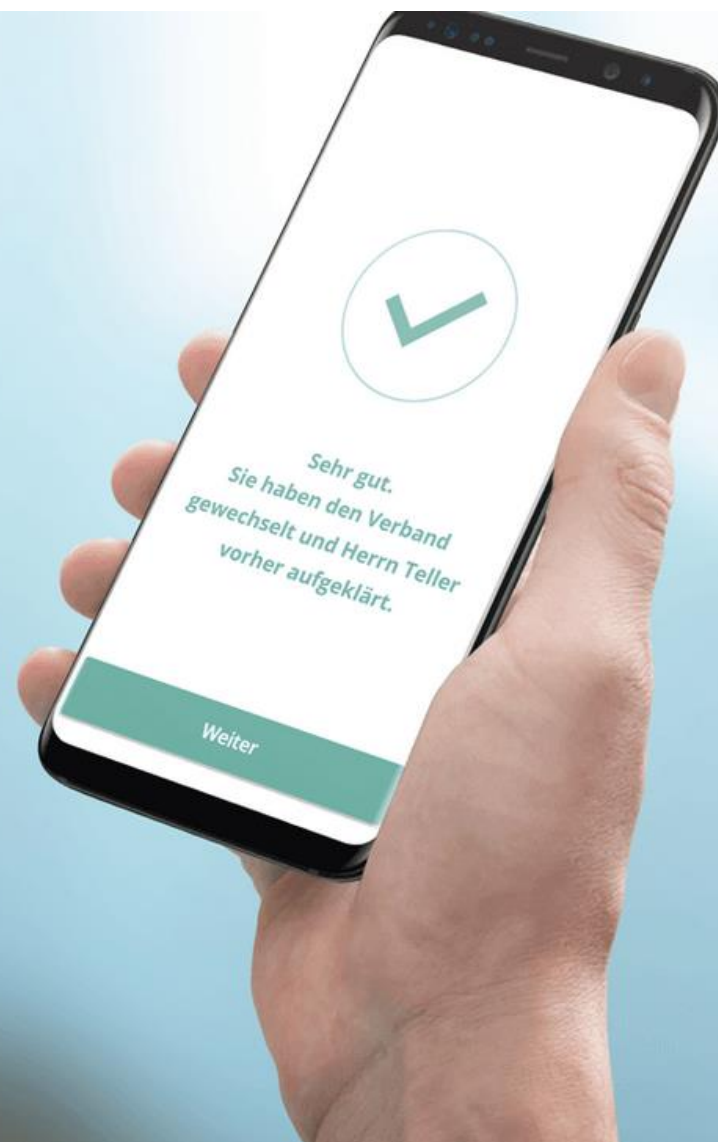 Sehr gut.
Sie haben den Verband
gewechselt und Herrn Teller
vorher aufgeklärt.
Weiter